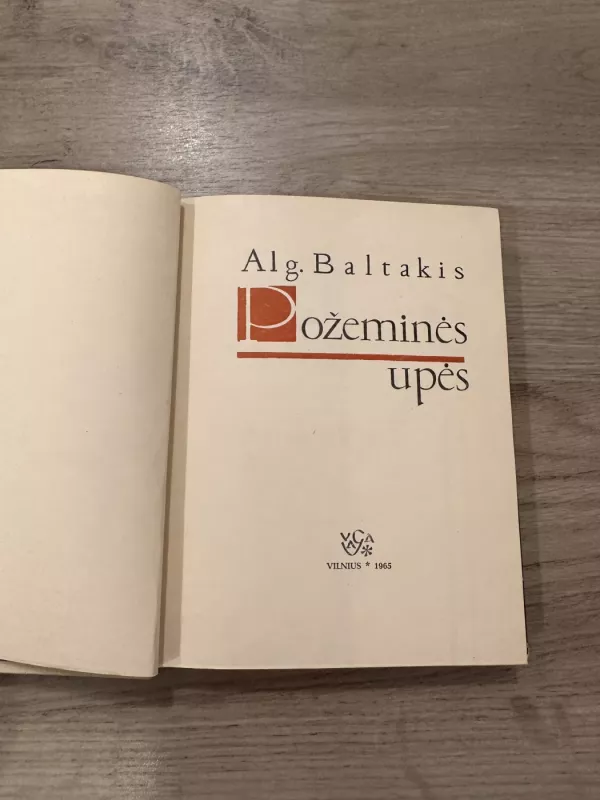 Alg. Baltakis
Požeminės
upės
VAGA
VILNIUS * 1965